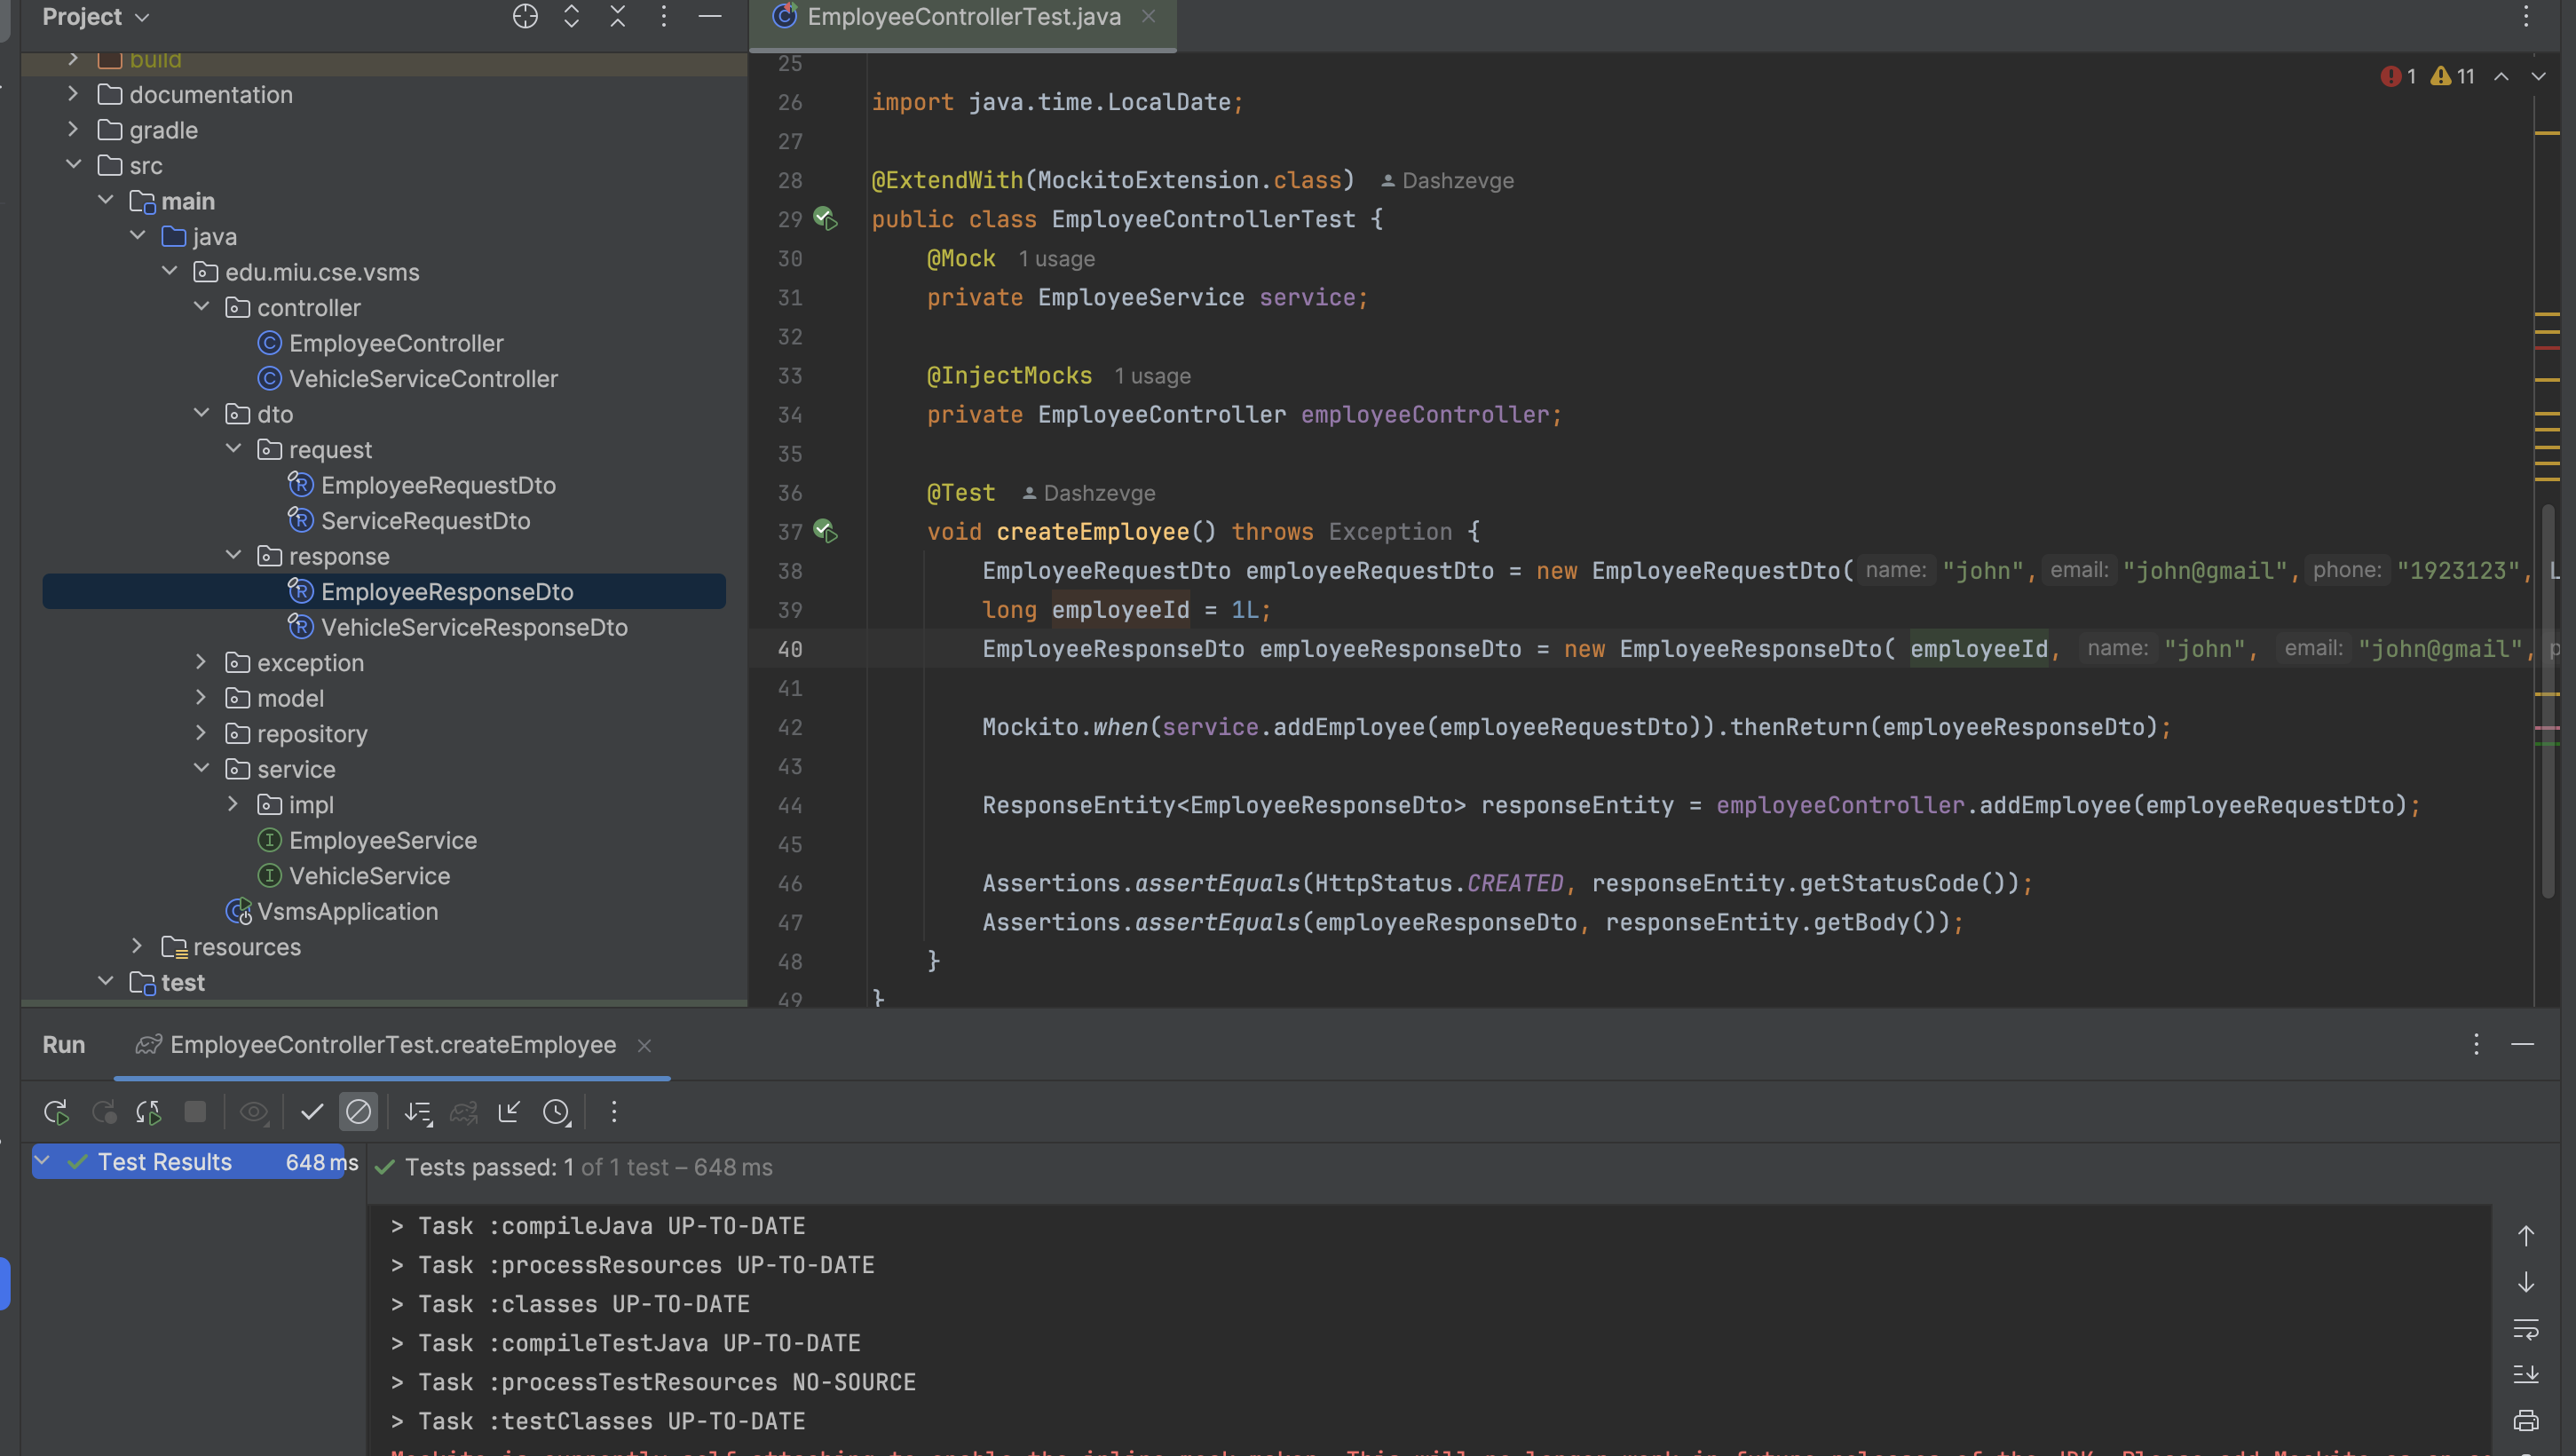 Project
build
documentation
gradle
src
main
java
edu.miu.cse.vsms
controller
EmployeeController
VehicleServiceController
dto
request
EmployeeRequestDto
ServiceRequestDto
response
EmployeeResponseDto
VehicleServiceResponseDto
exception
model
repository
service
impl
EmployeeService
VehicleService
VsmsApplication
resources
test
EmployeeControllerTest.java
1 11
25
26 import java.time.LocalDate;
27
28 @ExtendWith(MockitoExtension.class) Dashzevge
29 public class EmployeeControllerTest {
30 @Mock 1 usage
31 private EmployeeService service;
32
33 @InjectMocks 1 usage
34 private EmployeeController employeeController;
35
36 @Test Dashzevge
37 void createEmployee() throws Exception {
38 EmployeeRequestDto employeeRequestDto = new EmployeeRequestDto( name: "john", email: "john@gmail", phone: "1923123", L
39 long employeeId = 1L;
40 EmployeeResponseDto employeeResponseDto = new EmployeeResponseDto( employeeId, name: "john", email: "john@gmail", p
41
42 Mockito.when(service.addEmployee(employeeRequestDto)).thenReturn(employeeResponseDto);
43
44 ResponseEntity<EmployeeResponseDto> responseEntity = employeeController.addEmployee(employeeRequestDto);
45
46 Assertions.assertEquals(HttpStatus.CREATED, responseEntity.getStatusCode());
47 Assertions.assertEquals(employeeResponseDto, responseEntity.getBody());
48 }
49 }
Run EmployeeControllerTest.createEmployee
Test Results 648 ms
Tests passed: 1 of 1 test – 648 ms
> Task :compileJava UP-TO-DATE
> Task :processResources UP-TO-DATE
> Task :classes UP-TO-DATE
> Task :compileTestJava UP-TO-DATE
> Task :processTestResources NO-SOURCE
> Task :testClasses UP-TO-DATE